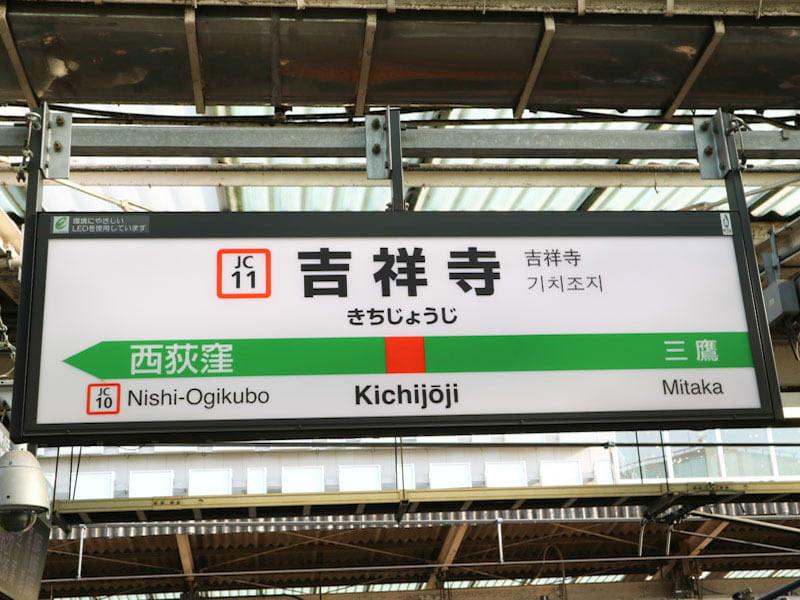 環境にやさしい
LEDを使用しています
JC
11
吉祥寺
吉祥寺
기치조지
きちじょうじ
西荻窪
三鷹
JC
10
Nishi-Ogikubo
Kichijōji
Mitaka